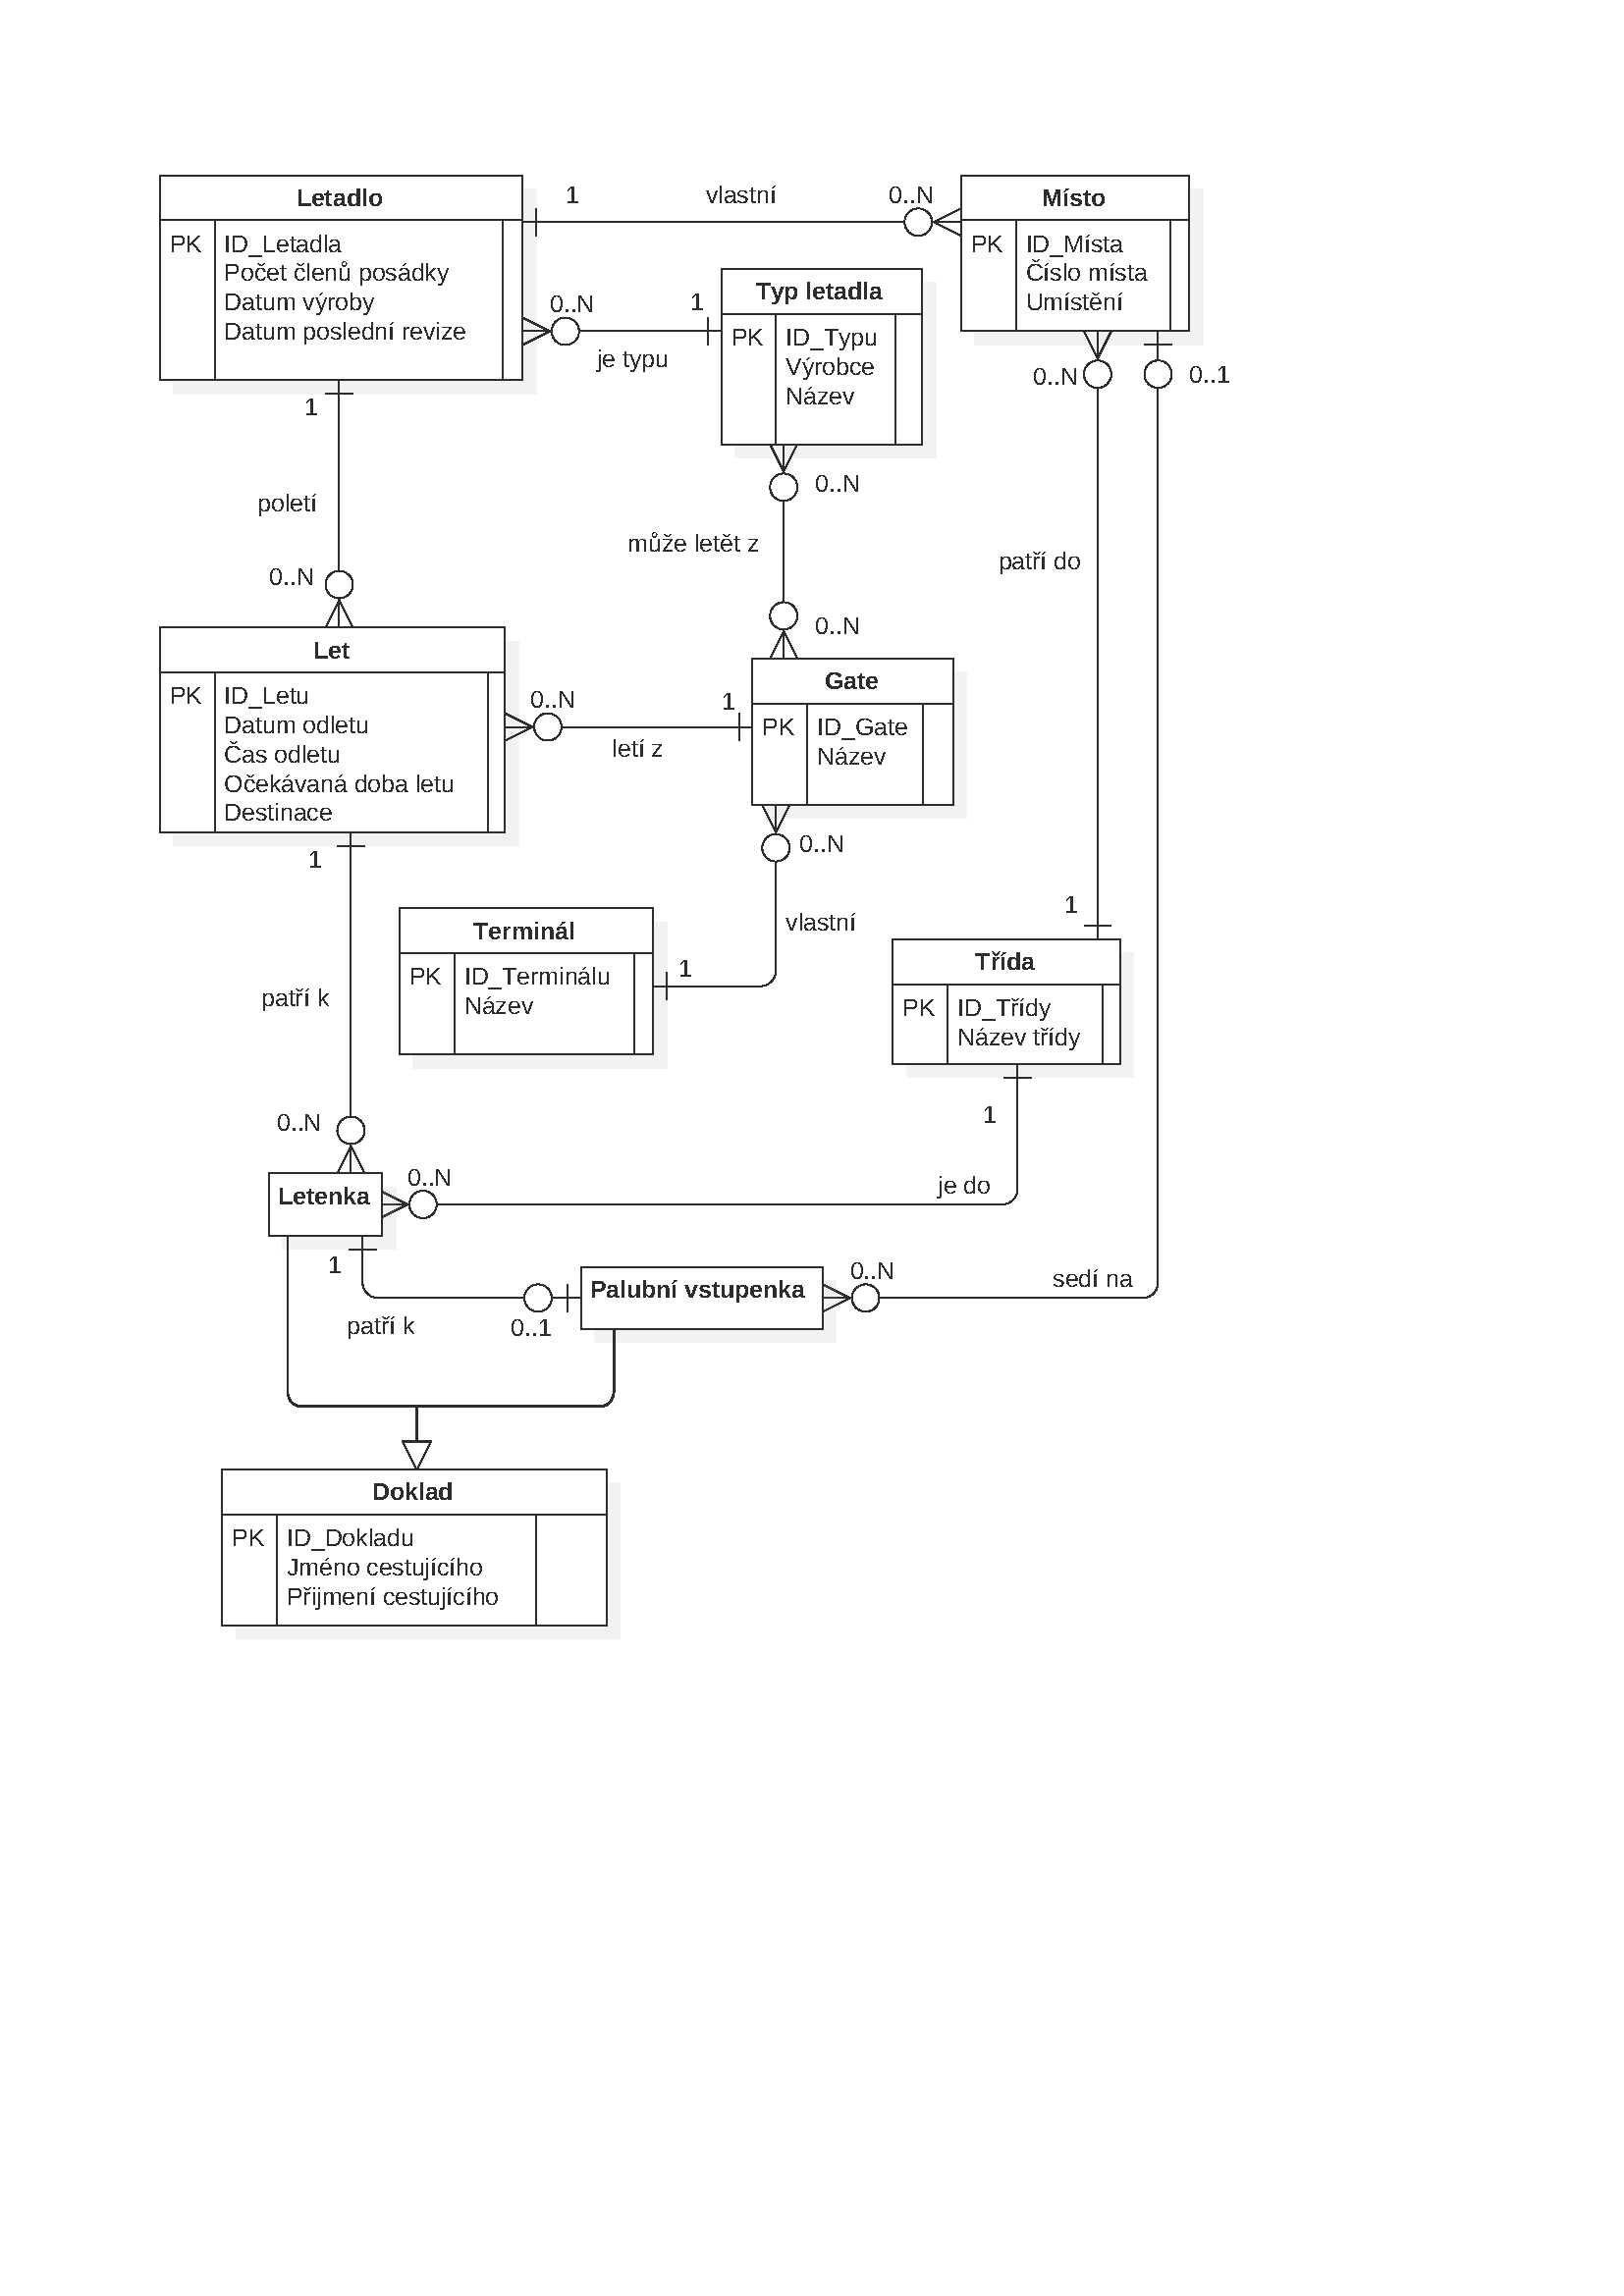 Letadlo
PK ID_Letadla
Počet členů posádky
Datum výroby
Datum poslední revize
1 vlastní 0..N
Místo
PK ID_Místa
Číslo místa
Umístění
0..N 1
je typu
Typ letadla
PK ID_Typu
Výrobce
Název
0..N 0..1
1
poletí
0..N
0..N
může letět z
0..N
patří do
1
Let
PK ID_Letu
Datum odletu
Čas odletu
Očekávaná doba letu
Destinace
0..N 1
letí z
Gate
PK ID_Gate
Název
0..N
vlastní
1
1
patří k
0..N
Terminál
PK ID_Terminálu
Název
Třída
PK ID_Třídy
Název třídy
1
je do
0..N
Letenka
1
patří k
0..1
Palubní vstupenka
0..N
sedí na
Doklad
PK ID_Dokladu
Jméno cestujícího
Přijmení cestujícího